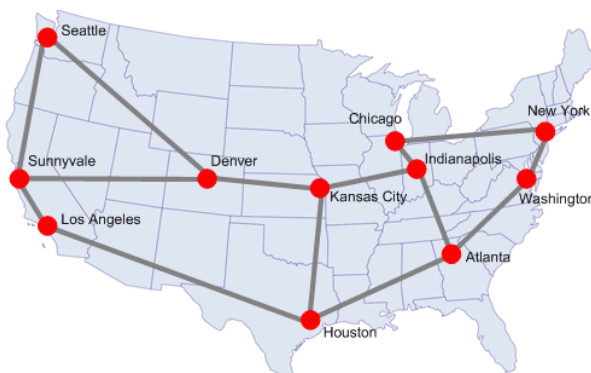 Seattle
New York
Chicago
Sunnyvale
Denver
Indianapolis
Kansas City
Washington
Los Angeles
Atlanta
Houston